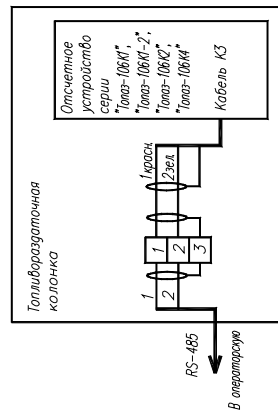 Топливораздаточная
колонка
Отсчетное
устройство
серии
"Топаз-106К1",
"Топаз-106К1-2",
"Топаз-106К2",
"Топаз-106К4"
Кабель К3
1 красн.
2 зел.
1
2
3
1
2
RS-485
В операторскую